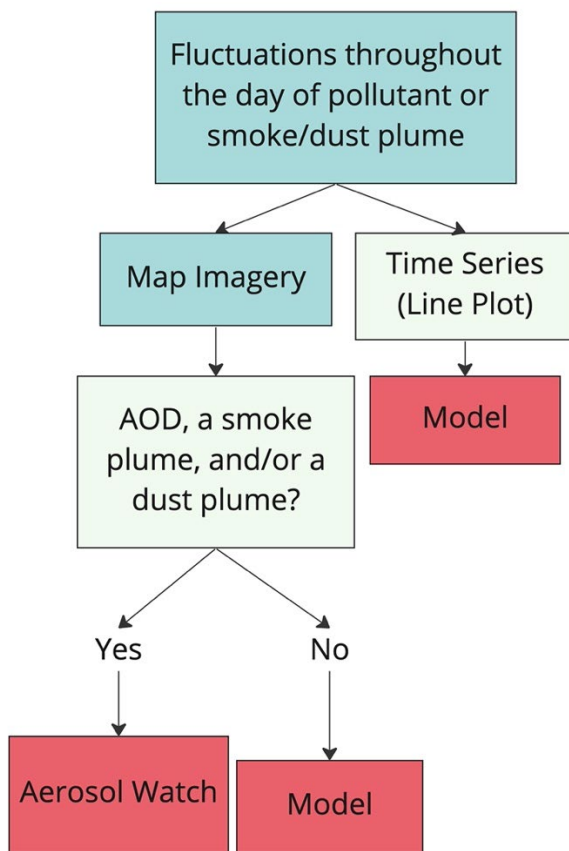 Fluctuations throughout
the day of pollutant or
smoke/dust plume
Map Imagery
Time Series
(Line Plot)
AOD, a smoke
plume, and/or a
dust plume?
Model
Yes
No
Aerosol Watch
Model